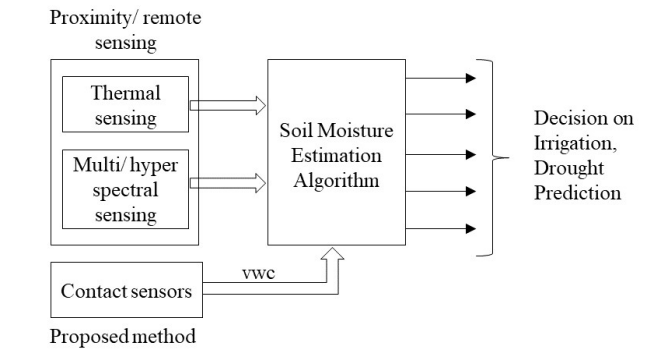 Proximity/ remote
sensing
Thermal
sensing
Multi/ hyper
spectral
sensing
Soil Moisture
Estimation
Algorithm
Decision on
Irrigation,
Drought
Prediction
vwc
Contact sensors
Proposed method